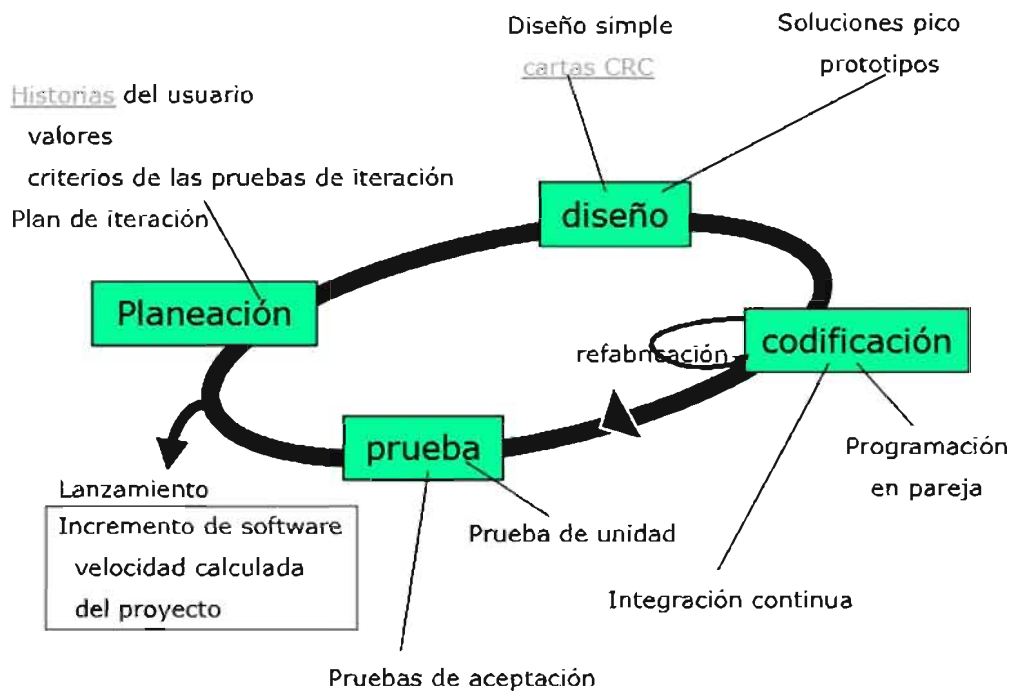 Diseño simple
cartas CRC
Soluciones pico
prototipos
Historias del usuario
valores
criterios de las pruebas de iteración
Plan de iteración
diseño
Planeación
codificación
refabricación
prueba
Programación
en pareja
Lanzamiento
Incremento de software
velocidad calculada
del proyecto
Prueba de unidad
Integración continua
Pruebas de aceptación